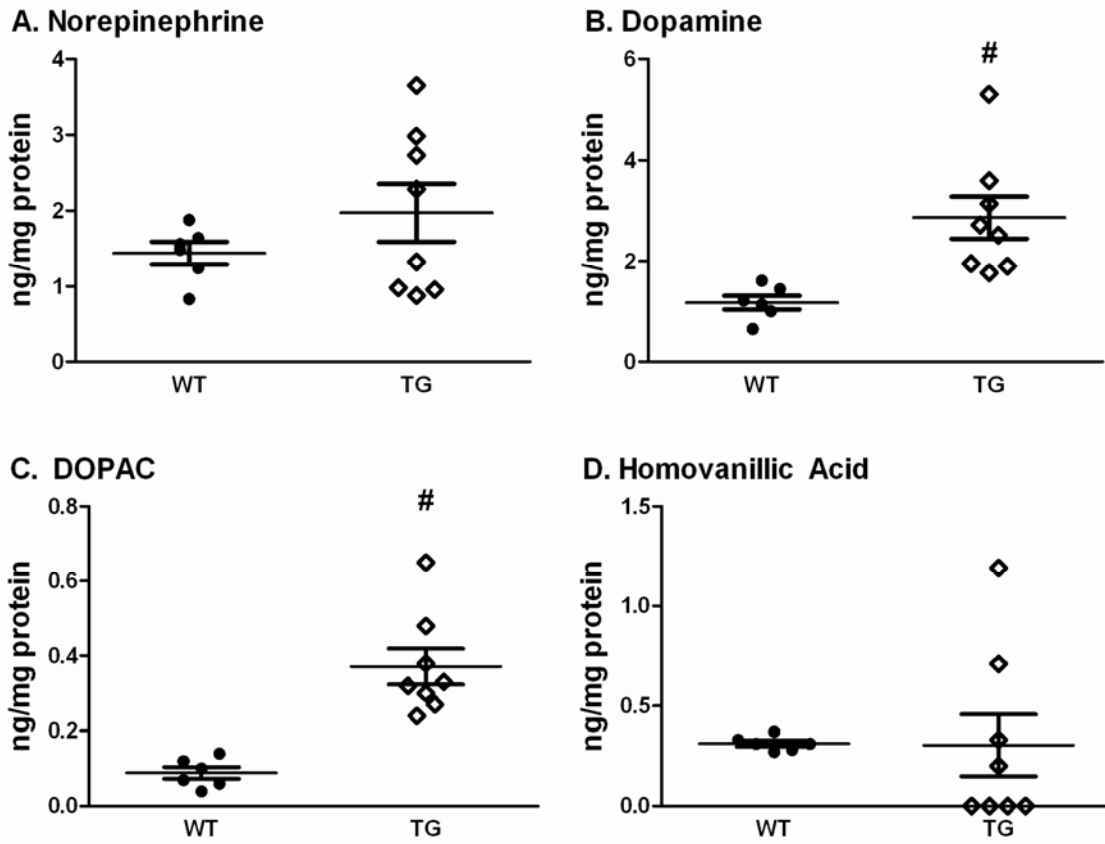 A. Norepinephrine
ng/mg protein
4
3
2
1
0
WT
TG
B. Dopamine
#
ng/mg protein
6
4
2
0
WT
TG
C. DOPAC
#
ng/mg protein
0.8
0.6
0.4
0.2
0.0
WT
TG
D. Homovanillic Acid
ng/mg protein
1.5
1.0
0.5
0.0
WT
TG